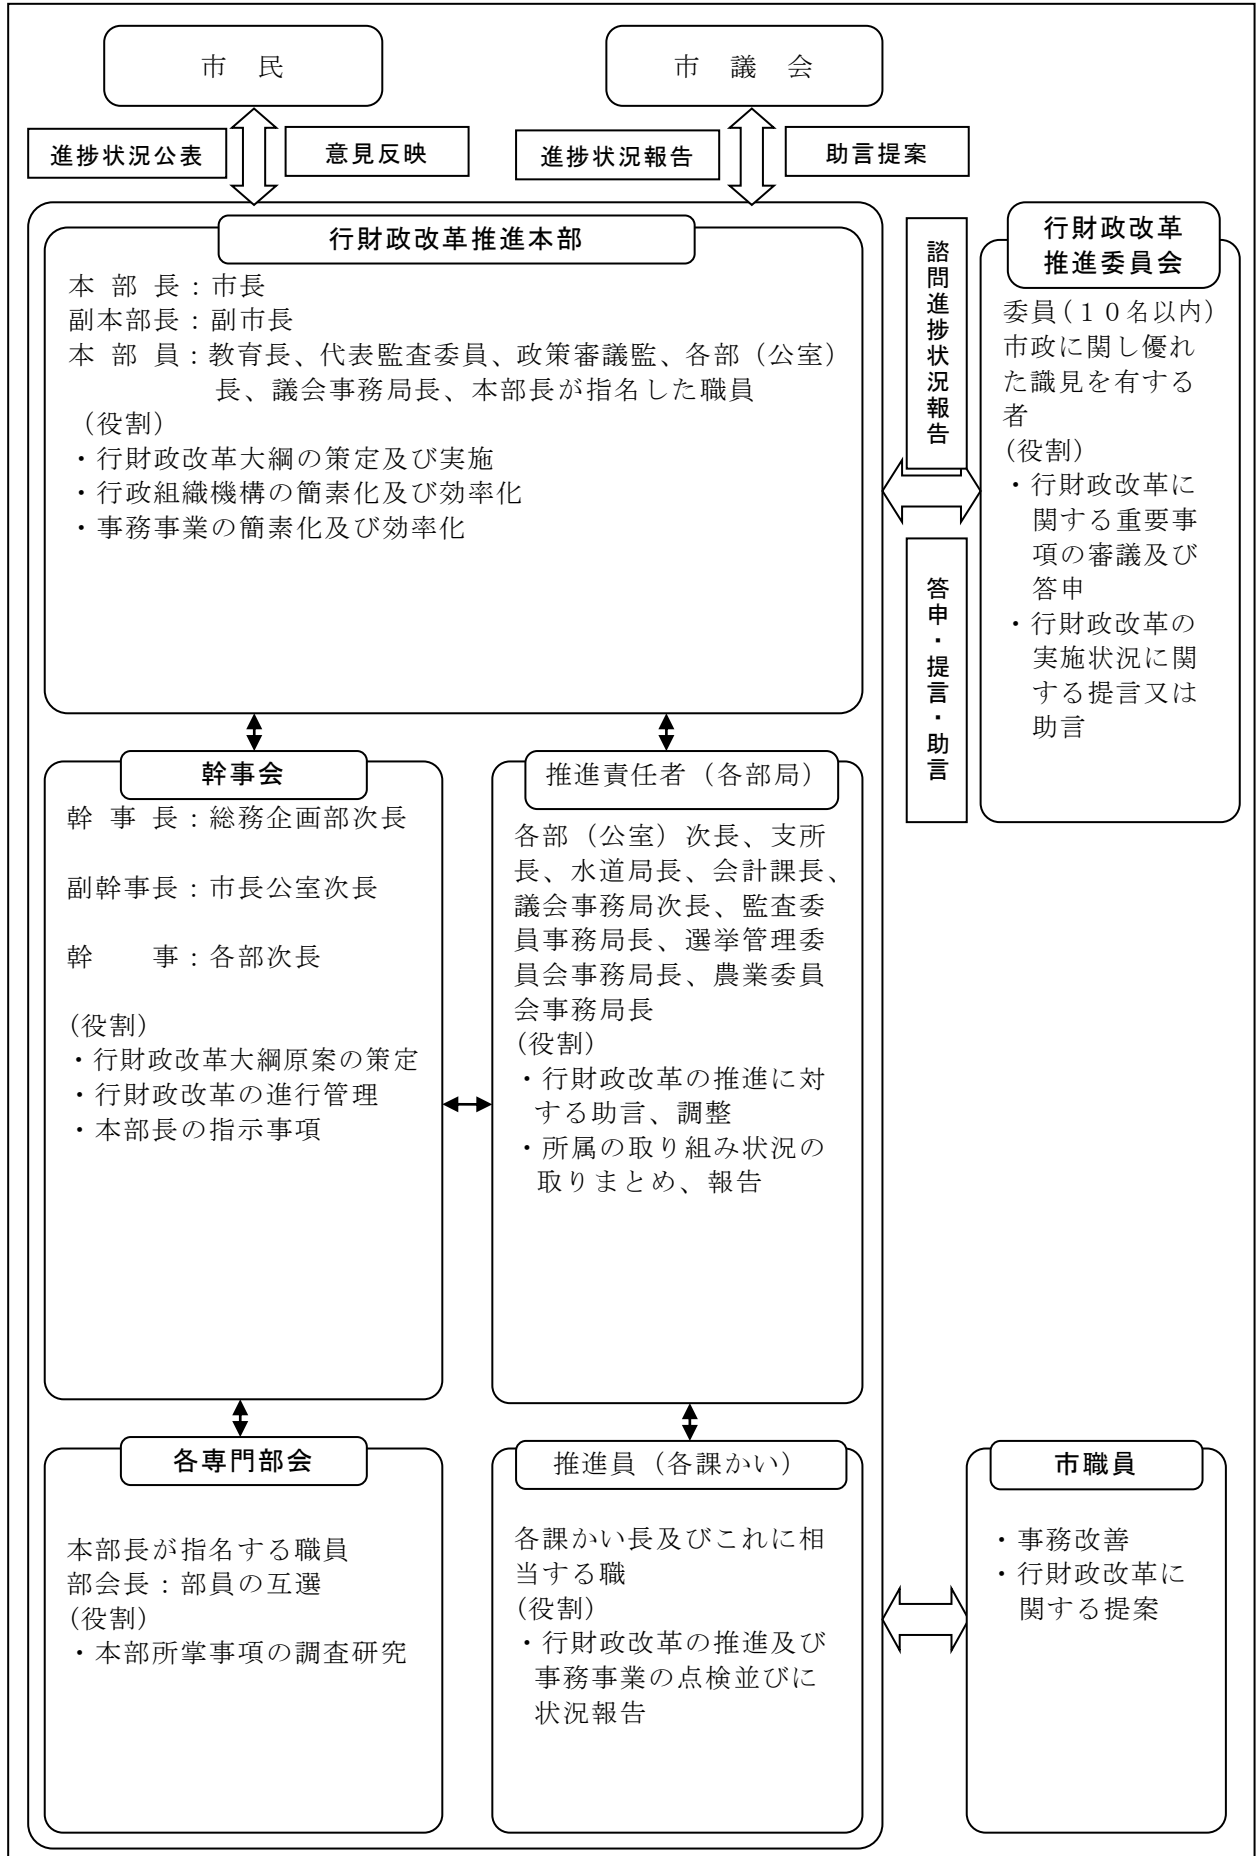 市　民
市　議　会
進捗状況公表
意見反映
進捗状況報告
助言提案
行財政改革推進本部
本　部　長：市長
副本部長：副市長
本　部　員：教育長、代表監査委員、政策審議監、各部（公室）
長、議会事務局長、本部長が指名した職員
（役割）
・行財政改革大綱の策定及び実施
・行政組織機構の簡素化及び効率化
・事務事業の簡素化及び効率化
諮問進捗状況報告
答申・提言・助言
行財政改革
推進委員会
委員（１０名以内）
市政に関し優れ
た識見を有する
者
（役割）
・行財政改革に
関する重要事
項の審議及び
答申
・行財政改革の
実施状況に関
する提言又は
助言
幹事会
幹　事　長：総務企画部次長
副幹事長：市長公室次長
幹　　事：各部次長
（役割）
・行財政改革大綱原案の策定
・行財政改革の進行管理
・本部長の指示事項
推進責任者（各部局）
各部（公室）次長、支所
長、水道局長、会計課長、
議会事務局次長、監査委
員事務局長、選挙管理委
員会事務局長、農業委員
会事務局長
（役割）
・行財政改革の推進に対
する助言、調整
・所属の取り組み状況の
取りまとめ、報告
各専門部会
本部長が指名する職員
部会長：部員の互選
（役割）
・本部所掌事項の調査研究
推進員（各課かい）
各課かい長及びこれに相
当する職
（役割）
・行財政改革の推進及び
事務事業の点検並びに
状況報告
市職員
・事務改善
・行財政改革に
関する提案